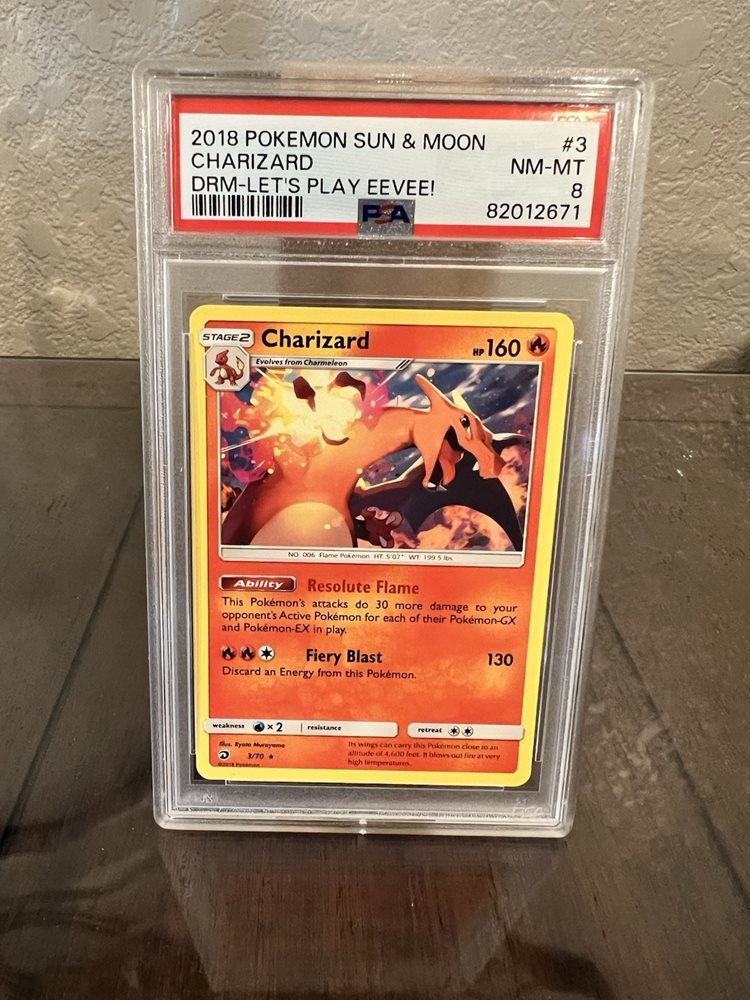 2018 POKEMON SUN & MOON #3
CHARIZARD NM-MT
DRM-LET'S PLAY EEVEE! 8
PSA 82012671
STAGE 2 Charizard HP 160
Evolves from Charmeleon
NO. 006 Flame Pokémon HT: 5'07" WT: 199.5 lbs.
Ability Resolute Flame
This Pokémon's attacks do 30 more damage to your
opponent's Active Pokémon for each of their Pokémon-GX
and Pokémon-EX in play.
Fiery Blast 130
Discard an Energy from this Pokémon.
weakness ×2 resistance retreat
Illus. Ryota Murayama
3/70 ★
©2018 Pokémon
Its wings can carry this Pokémon close to an
altitude of 4,600 feet. It blows out fire at very
high temperatures.